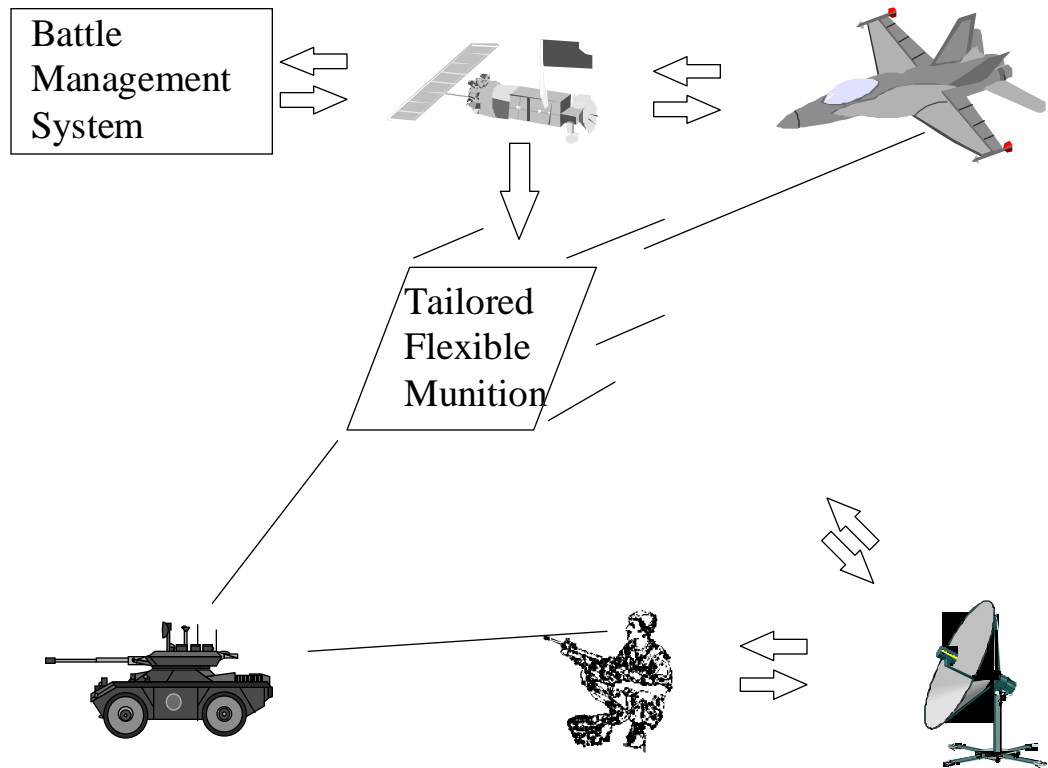 Battle
Management
System
Tailored
Flexible
Munition